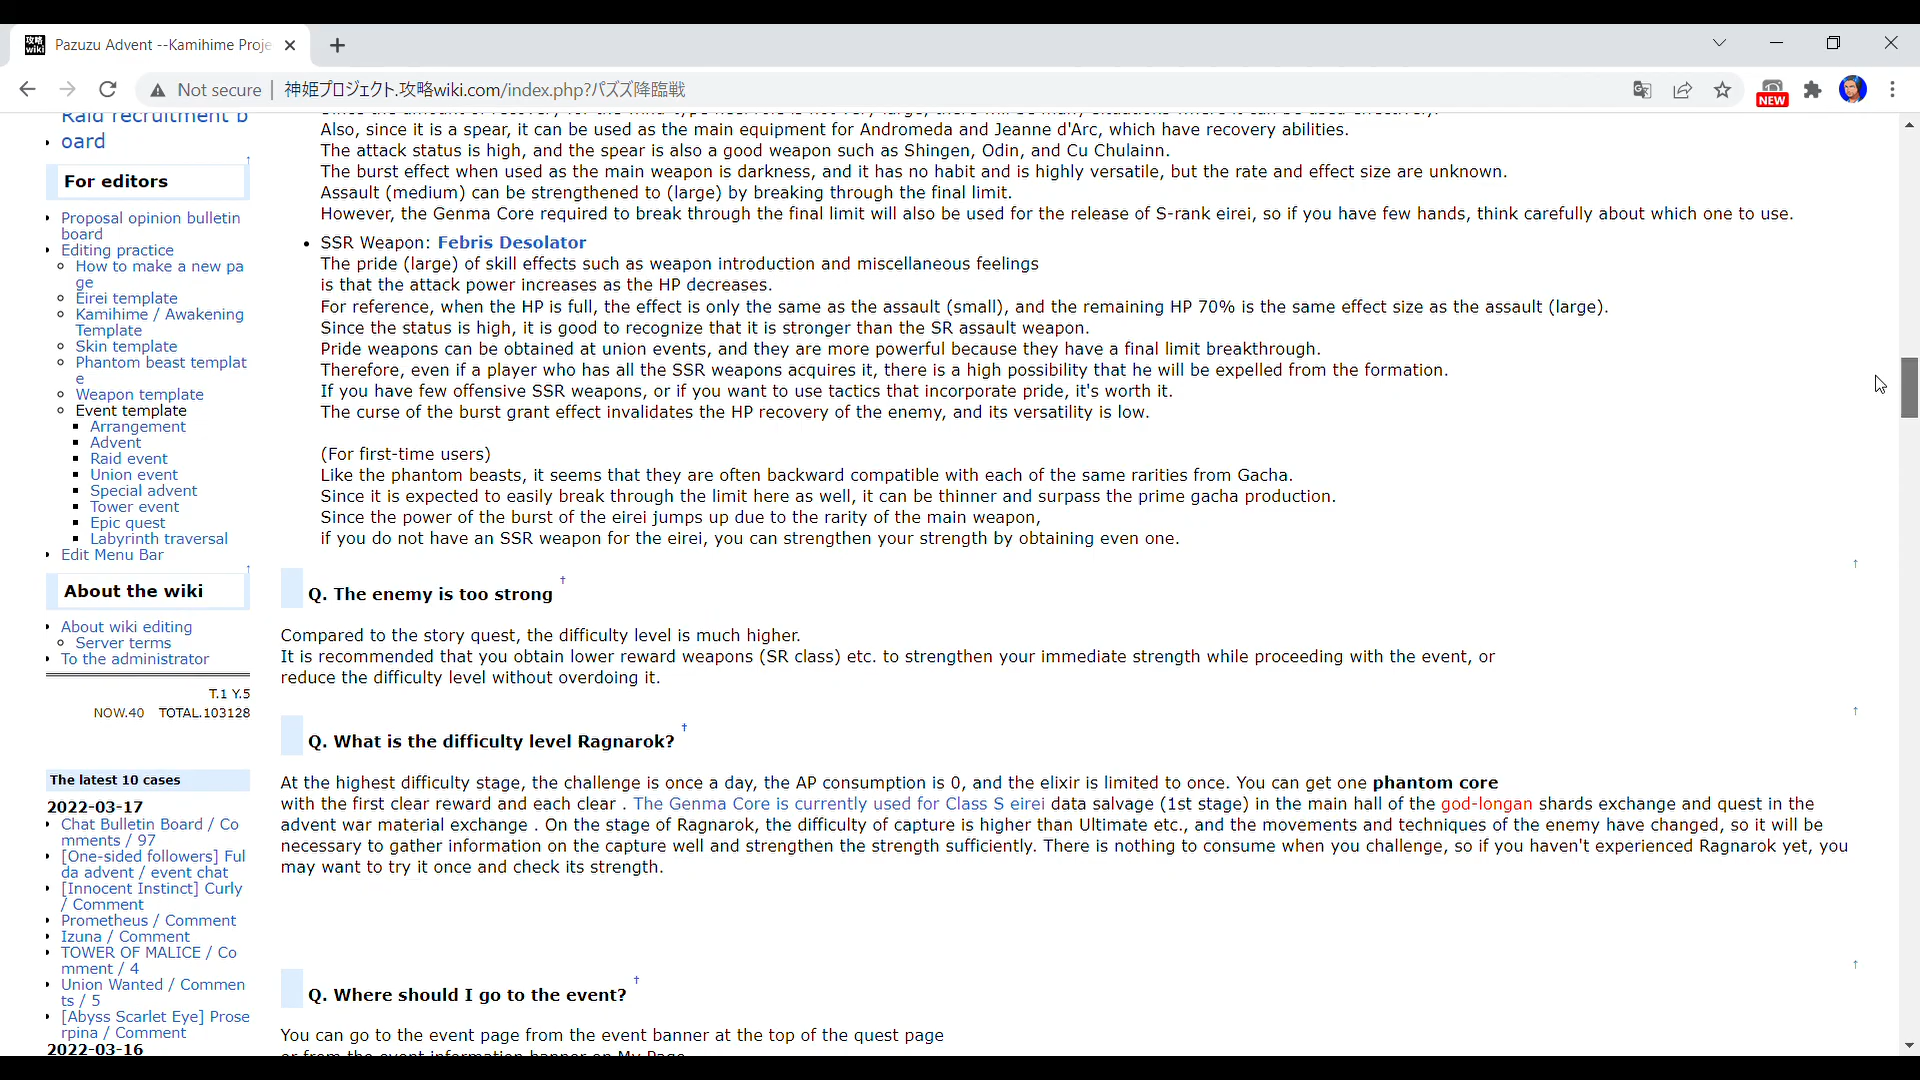 攻略
wiki
Pazuzu Advent --Kamihime Proje
Not secure
神姫プロジェクト.攻略wiki.com/index.php?パズズ降臨戦
NEW
Raid recruitment b
oard
For editors
Proposal opinion bulletin
board
Editing practice
How to make a new pa
ge
Eirei template
Kamihime / Awakening
Template
Skin template
Phantom beast templat
e
Weapon template
Event template
Arrangement
Advent
Raid event
Union event
Special advent
Tower event
Epic quest
Labyrinth traversal
Edit Menu Bar
About the wiki
About wiki editing
Server terms
To the administrator
T.1 Y.5
NOW.40 TOTAL.103128
The latest 10 cases
2022-03-17
Chat Bulletin Board / Co
mments / 97
[One-sided followers] Ful
da advent / event chat
[Innocent Instinct] Curly
/ Comment
Prometheus / Comment
Izuna / Comment
TOWER OF MALICE / Co
mment / 4
Union Wanted / Commen
ts / 5
[Abyss Scarlet Eye] Prose
rpina / Comment
2022-03-16
Also, since it is a spear, it can be used as the main equipment for Andromeda and Jeanne d'Arc, which have recovery abilities.
The attack status is high, and the spear is also a good weapon such as Shingen, Odin, and Cu Chulainn.
The burst effect when used as the main weapon is darkness, and it has no habit and is highly versatile, but the rate and effect size are unknown.
Assault (medium) can be strengthened to (large) by breaking through the final limit.
However, the Genma Core required to break through the final limit will also be used for the release of S-rank eirei, so if you have few hands, think carefully about which one to use.
SSR Weapon: Febris Desolator
The pride (large) of skill effects such as weapon introduction and miscellaneous feelings
is that the attack power increases as the HP decreases.
For reference, when the HP is full, the effect is only the same as the assault (small), and the remaining HP 70% is the same effect size as the assault (large).
Since the status is high, it is good to recognize that it is stronger than the SR assault weapon.
Pride weapons can be obtained at union events, and they are more powerful because they have a final limit breakthrough.
Therefore, even if a player who has all the SSR weapons acquires it, there is a high possibility that he will be expelled from the formation.
If you have few offensive SSR weapons, or if you want to use tactics that incorporate pride, it's worth it.
The curse of the burst grant effect invalidates the HP recovery of the enemy, and its versatility is low.
(For first-time users)
Like the phantom beasts, it seems that they are often backward compatible with each of the same rarities from Gacha.
Since it is expected to easily break through the limit here as well, it can be thinner and surpass the prime gacha production.
Since the power of the burst of the eirei jumps up due to the rarity of the main weapon,
if you do not have an SSR weapon for the eirei, you can strengthen your strength by obtaining even one.
Q. The enemy is too strong †
Compared to the story quest, the difficulty level is much higher.
It is recommended that you obtain lower reward weapons (SR class) etc. to strengthen your immediate strength while proceeding with the event, or
reduce the difficulty level without overdoing it.
Q. What is the difficulty level Ragnarok? †
At the highest difficulty stage, the challenge is once a day, the AP consumption is 0, and the elixir is limited to once. You can get one phantom core
with the first clear reward and each clear . The Genma Core is currently used for Class S eirei data salvage (1st stage) in the main hall of the god-longan shards exchange and quest in the
advent war material exchange . On the stage of Ragnarok, the difficulty of capture is higher than Ultimate etc., and the movements and techniques of the enemy have changed, so it will be
necessary to gather information on the capture well and strengthen the strength sufficiently. There is nothing to consume when you challenge, so if you haven't experienced Ragnarok yet, you
may want to try it once and check its strength.
Q. Where should I go to the event? †
You can go to the event page from the event banner at the top of the quest page
or from the event information banner on My Page